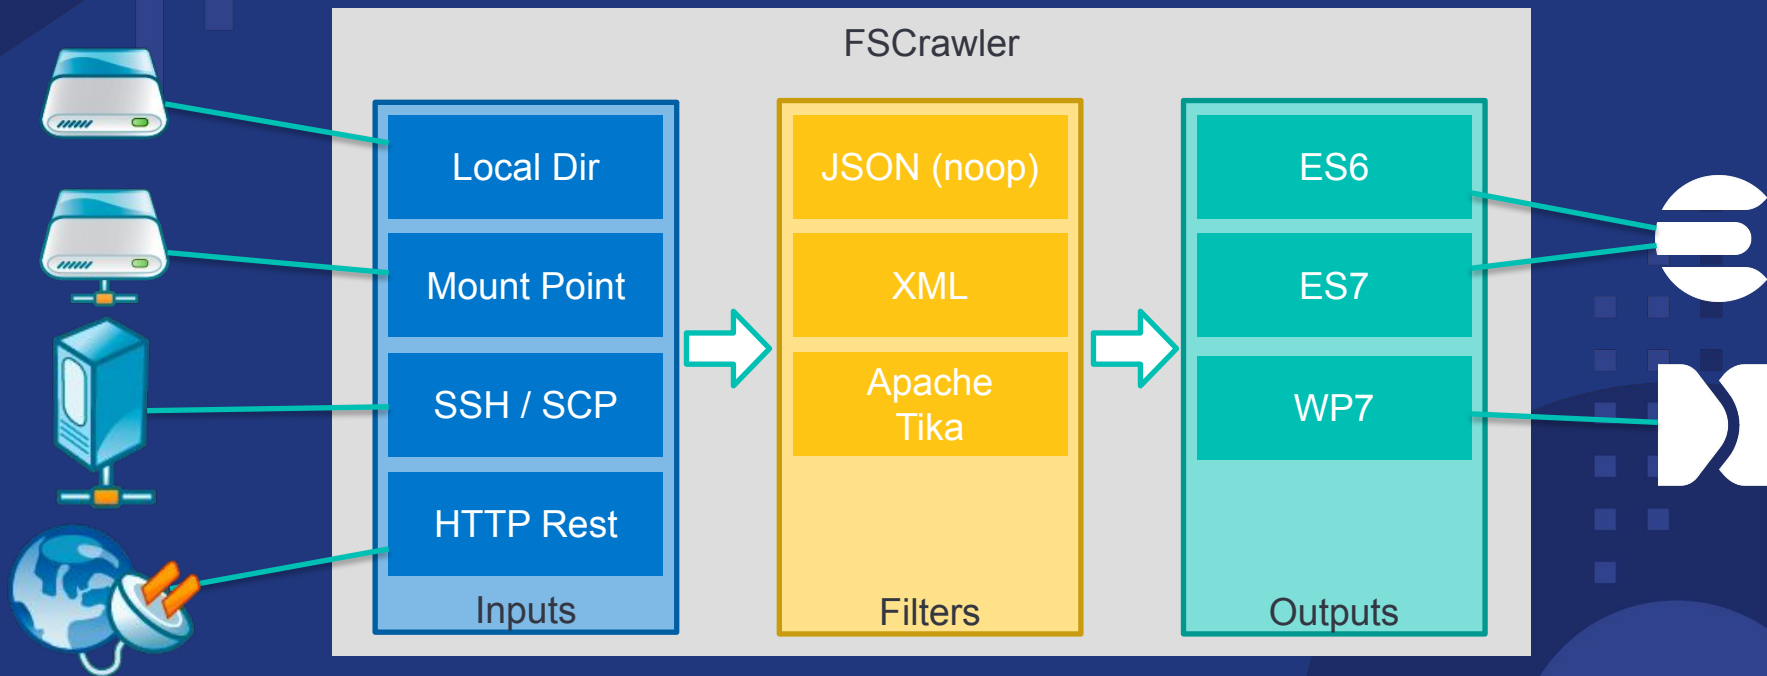 FSCrawler
Local Dir
Mount Point
SSH / SCP
HTTP Rest
Inputs
JSON (noop)
XML
Apache
Tika
Filters
ES6
ES7
WP7
Outputs